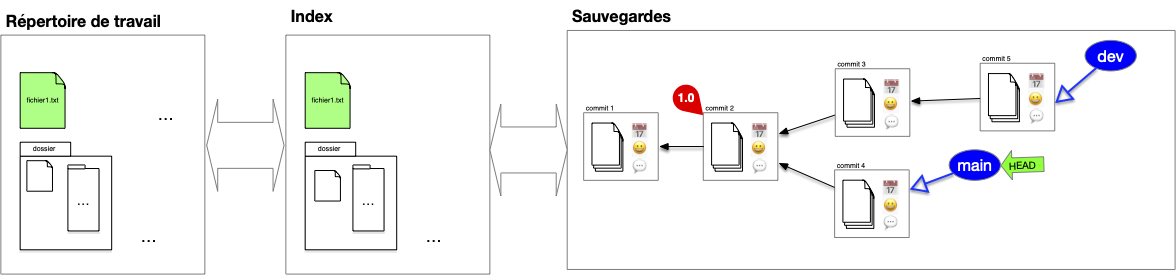 Répertoire de travail
Index
Sauvegardes
fichier1.txt
...
dossier
...
...
fichier1.txt
dossier
...
...
commit 1
17
1.0
commit 2
17
commit 3
17
commit 5
17
dev
commit 4
17
main
HEAD